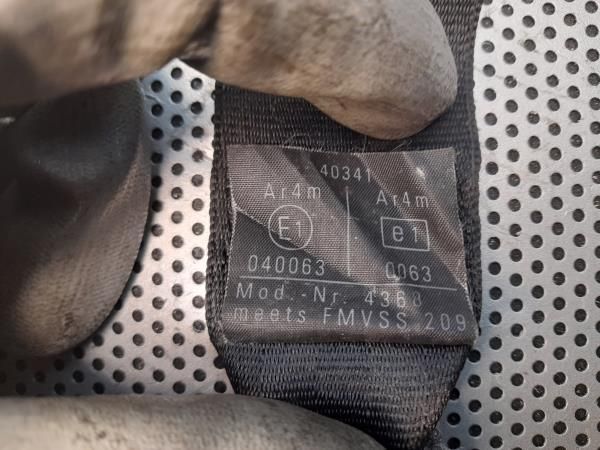 40341
Ar4m Ar4m
E1 e1
040063 0063
Mod.-Nr. 4368
meets FMVSS 209